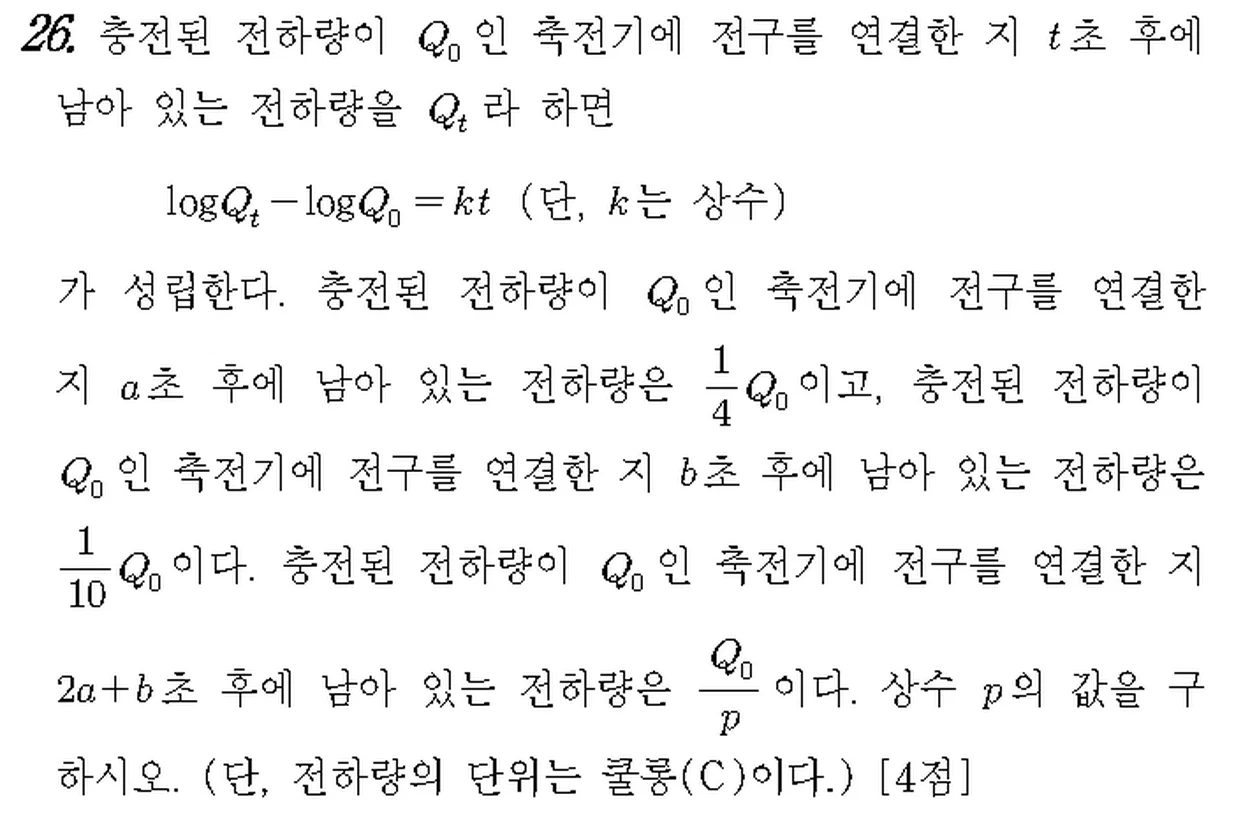 26. 충전된 전하량이 Q₀인 축전기에 전구를 연결한 지 t초 후에
남아 있는 전하량을 Qₜ라 하면
logQₜ－logQ₀＝kt (단, k는 상수)
가 성립한다. 충전된 전하량이 Q₀인 축전기에 전구를 연결한
지 a초 후에 남아 있는 전하량은 1/4 Q₀이고, 충전된 전하량이
Q₀인 축전기에 전구를 연결한 지 b초 후에 남아 있는 전하량은
1/10 Q₀이다. 충전된 전하량이 Q₀인 축전기에 전구를 연결한 지
2a+b초 후에 남아 있는 전하량은 Q₀/p이다. 상수 p의 값을 구
하시오. (단, 전하량의 단위는 쿨롱(C)이다.) [4점]